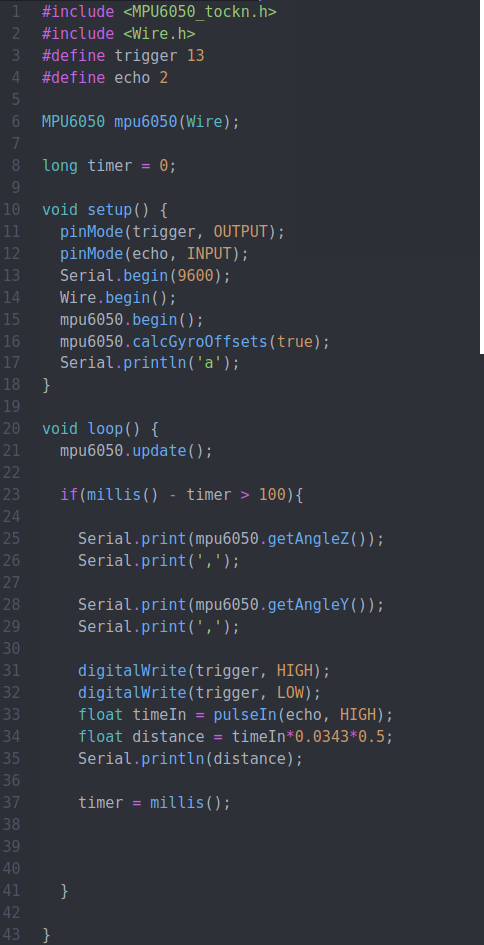 1 #include <MPU6050_tockn.h>
2 #include <Wire.h>
3 #define trigger 13
4 #define echo 2
5
6 MPU6050 mpu6050(Wire);
7
8 long timer = 0;
9
10 void setup() {
11   pinMode(trigger, OUTPUT);
12   pinMode(echo, INPUT);
13   Serial.begin(9600);
14   Wire.begin();
15   mpu6050.begin();
16   mpu6050.calcGyroOffsets(true);
17   Serial.println('a');
18 }
19
20 void loop() {
21   mpu6050.update();
22
23   if(millis() - timer > 100){
24
25     Serial.print(mpu6050.getAngleZ());
26     Serial.print(',');
27
28     Serial.print(mpu6050.getAngleY());
29     Serial.print(',');
30
31     digitalWrite(trigger, HIGH);
32     digitalWrite(trigger, LOW);
33     float timeIn = pulseIn(echo, HIGH);
34     float distance = timeIn*0.0343*0.5;
35     Serial.println(distance);
36
37     timer = millis();
38
39
40
41   }
42
43 }